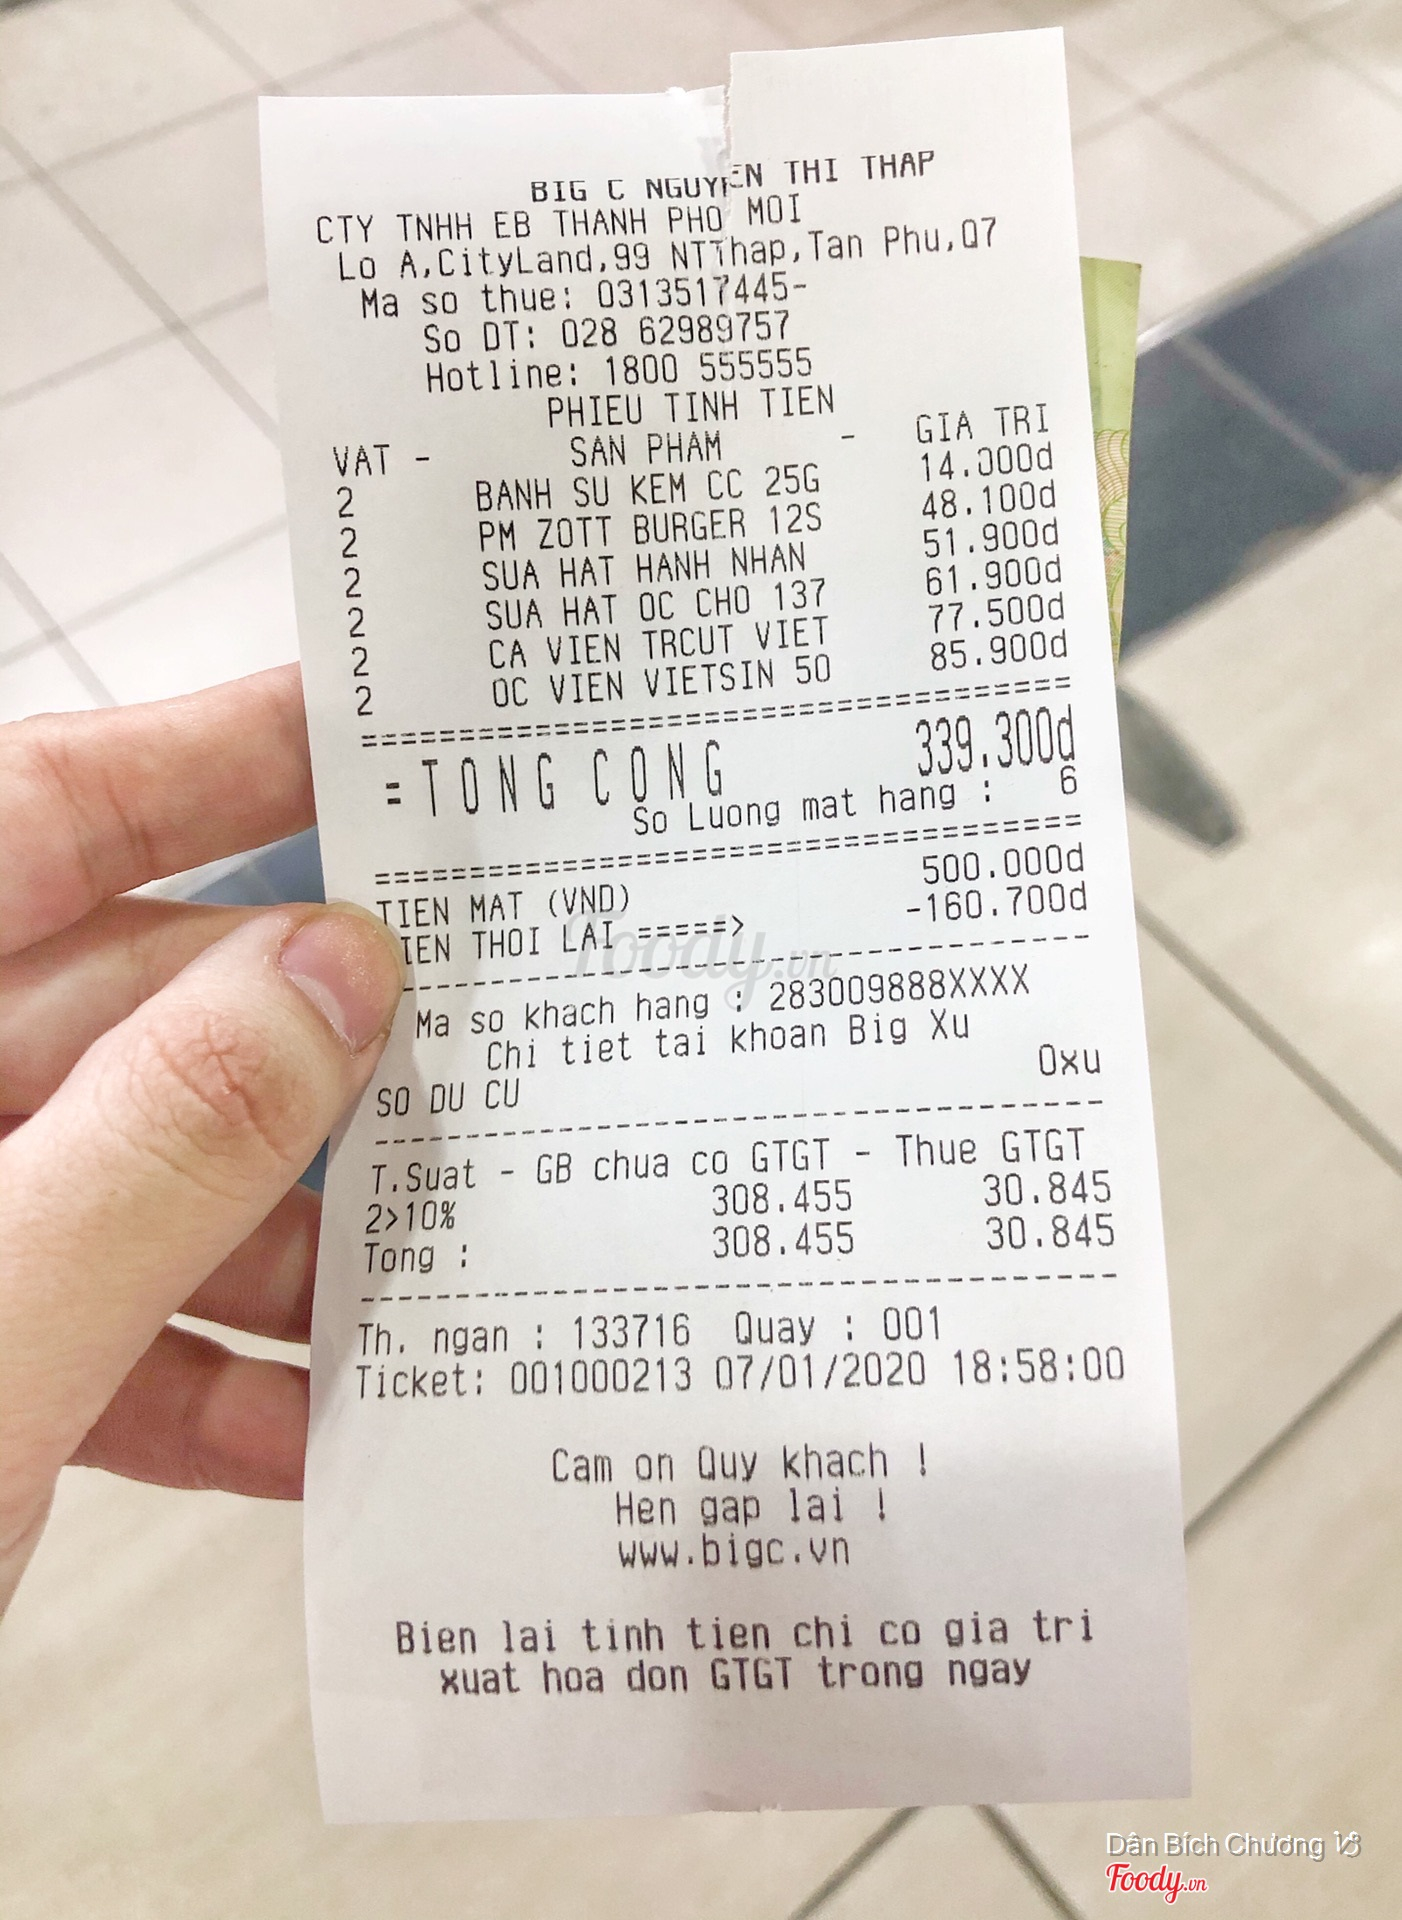 BIG C NGUYEN THI THAP
CTY TNHH EB THANH PHO MOI
Lo A,CityLand,99 NTThap,Tan Phu,Q7
Ma so thue: 0313517445-
So DT: 028 62989757
Hotline: 1800 555555
PHIEU TINH TIEN
VAT - SAN PHAM - GIA TRI
2 BANH SU KEM CC 25G 14.000d
2 PM ZOTT BURGER 12S 48.100d
2 SUA HAT HANH NHAN 51.900d
2 SUA HAT OC CHO 137 61.900d
2 CA VIEN TRCUT VIET 77.500d
2 OC VIEN VIETSIN 50 85.900d
==================================
=TONG CONG 339.300d
So Luong mat hang : 6
==================================
TIEN MAT (VND) 500.000d
IEN THOI LAI =====> -160.700d
Ma so khach hang : 283009888XXXX
Chi tiet tai khoan Big Xu
SO DU CU 0xu
T.Suat - GB chua co GTGT - Thue GTGT
2>10% 308.455 30.845
Tong : 308.455 30.845
Th. ngan : 133716 Quay : 001
Ticket: 001000213 07/01/2020 18:58:00
Cam on Quy khach !
Hen gap lai !
www.bigc.vn
Bien lai tinh tien chi co gia tri
xuat hoa don GTGT trong ngay
Foody.vn
Dân Bích Chương
Foody.vn